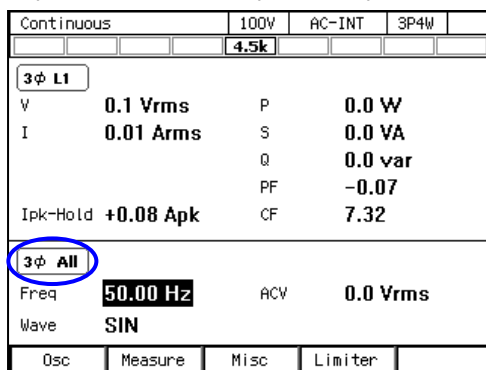 Continuous 100V AC-INT 3P4W
4.5k
3ϕ L1
V 0.1 Vrms P 0.0 W
I 0.01 Arms S 0.0 VA
Q 0.0 var
PF -0.07
Ipk-Hold +0.08 Apk CF 7.32
3ϕ All
Freq 50.00 Hz ACV 0.0 Vrms
Wave SIN
Osc Measure Misc Limiter